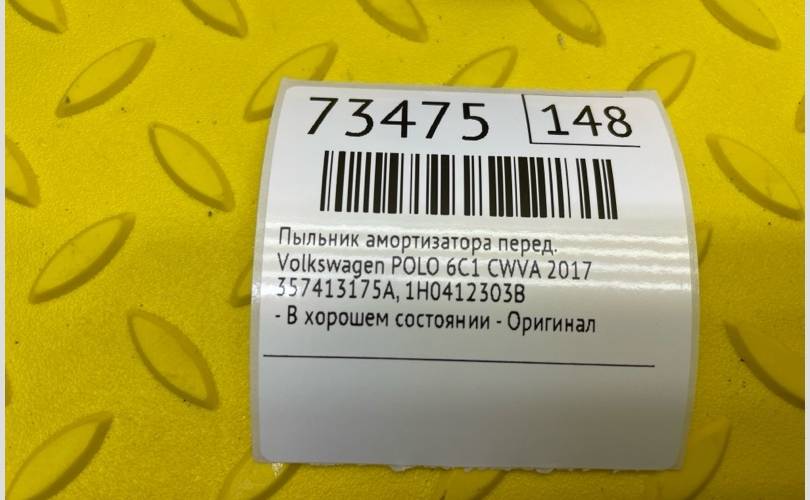 73475 148
Пыльник амортизатора перед.
Volkswagen POLO 6C1 CWVA 2017
357413175A, 1H0412303B
- В хорошем состоянии - Оригинал